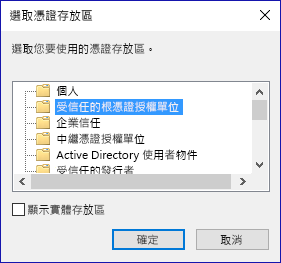 選取憑證存放區
選取您要使用的憑證存放區。
個人
受信任的根憑證授權單位
企業信任
中繼憑證授權單位
Active Directory 使用者物件
受信任的發行者
顯示實體存放區
確定
取消